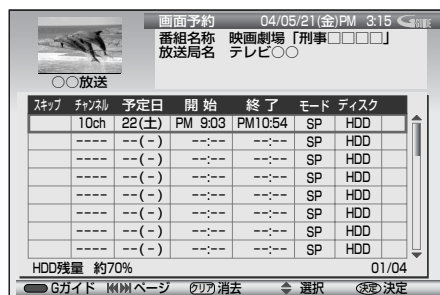 画面予約 04/05/21(金)PM 3:15 G GUIDE
番組名称 映画劇場「刑事□□□□」
放送局名 テレビ○○
○○放送
スキップ チャンネル 予定日 開 始 終 了 モード ディスク
10ch 22(土) PM 9:03 PM10:54 SP HDD
---- --(-) --:-- --:-- SP HDD
---- --(-) --:-- --:-- SP HDD
---- --(-) --:-- --:-- SP HDD
---- --(-) --:-- --:-- SP HDD
---- --(-) --:-- --:-- SP HDD
---- --(-) --:-- --:-- SP HDD
---- --(-) --:-- --:-- SP HDD
HDD残量 約70% 01/04
Gガイド ページ クリア 消去 選択 決定 決定